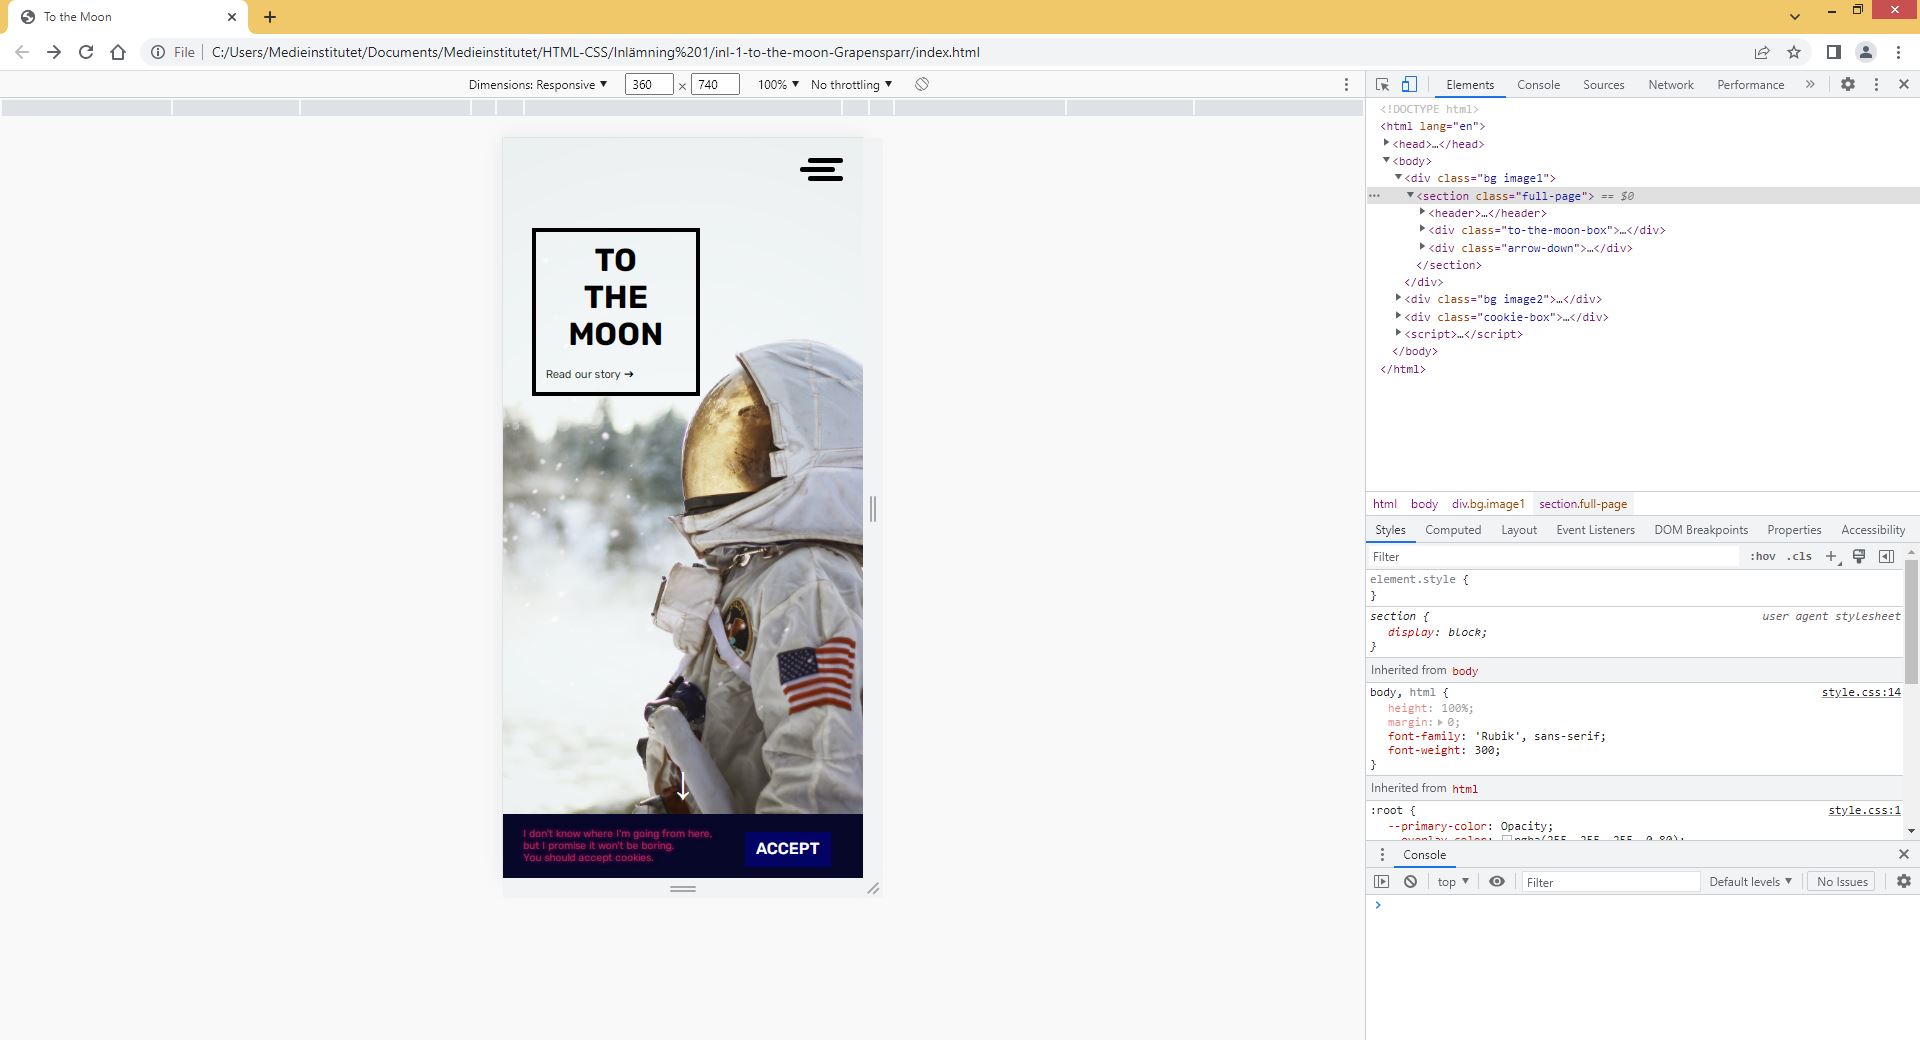 To the Moon
File
C:/Users/Medieinstitutet/Documents/Medieinstitutet/HTML-CSS/Inlämning%201/inl-1-to-the-moon-Grapensparr/index.html
Dimensions: Responsive ▼ 360 × 740 100% ▼ No throttling ▼
TO
THE
MOON
Read our story ➔
↓
I don't know where I'm going from here,
but I promise it won't be boring.
You should accept cookies.
ACCEPT
Elements Console Sources Network Performance »
<!DOCTYPE html>
<html lang="en">
<head>…</head>
<body>
<div class="bg image1">
<section class="full-page"> == $0
<header>…</header>
<div class="to-the-moon-box">…</div>
<div class="arrow-down">…</div>
</section>
</div>
<div class="bg image2">…</div>
<div class="cookie-box">…</div>
<script>…</script>
</body>
</html>
html body div.bg.image1 section.full-page
Styles Computed Layout Event Listeners DOM Breakpoints Properties Accessibility
Filter :hov .cls +
element.style {
}
section { user agent stylesheet
display: block;
}
Inherited from body
body, html { style.css:14
height: 100%;
margin: 0;
font-family: 'Rubik', sans-serif;
font-weight: 300;
}
Inherited from html
:root { style.css:1
--primary-color: Opacity;
--overlay-color: rgba(255, 255, 255, 0.80);
Console
top ▼ Filter Default levels ▼ No Issues